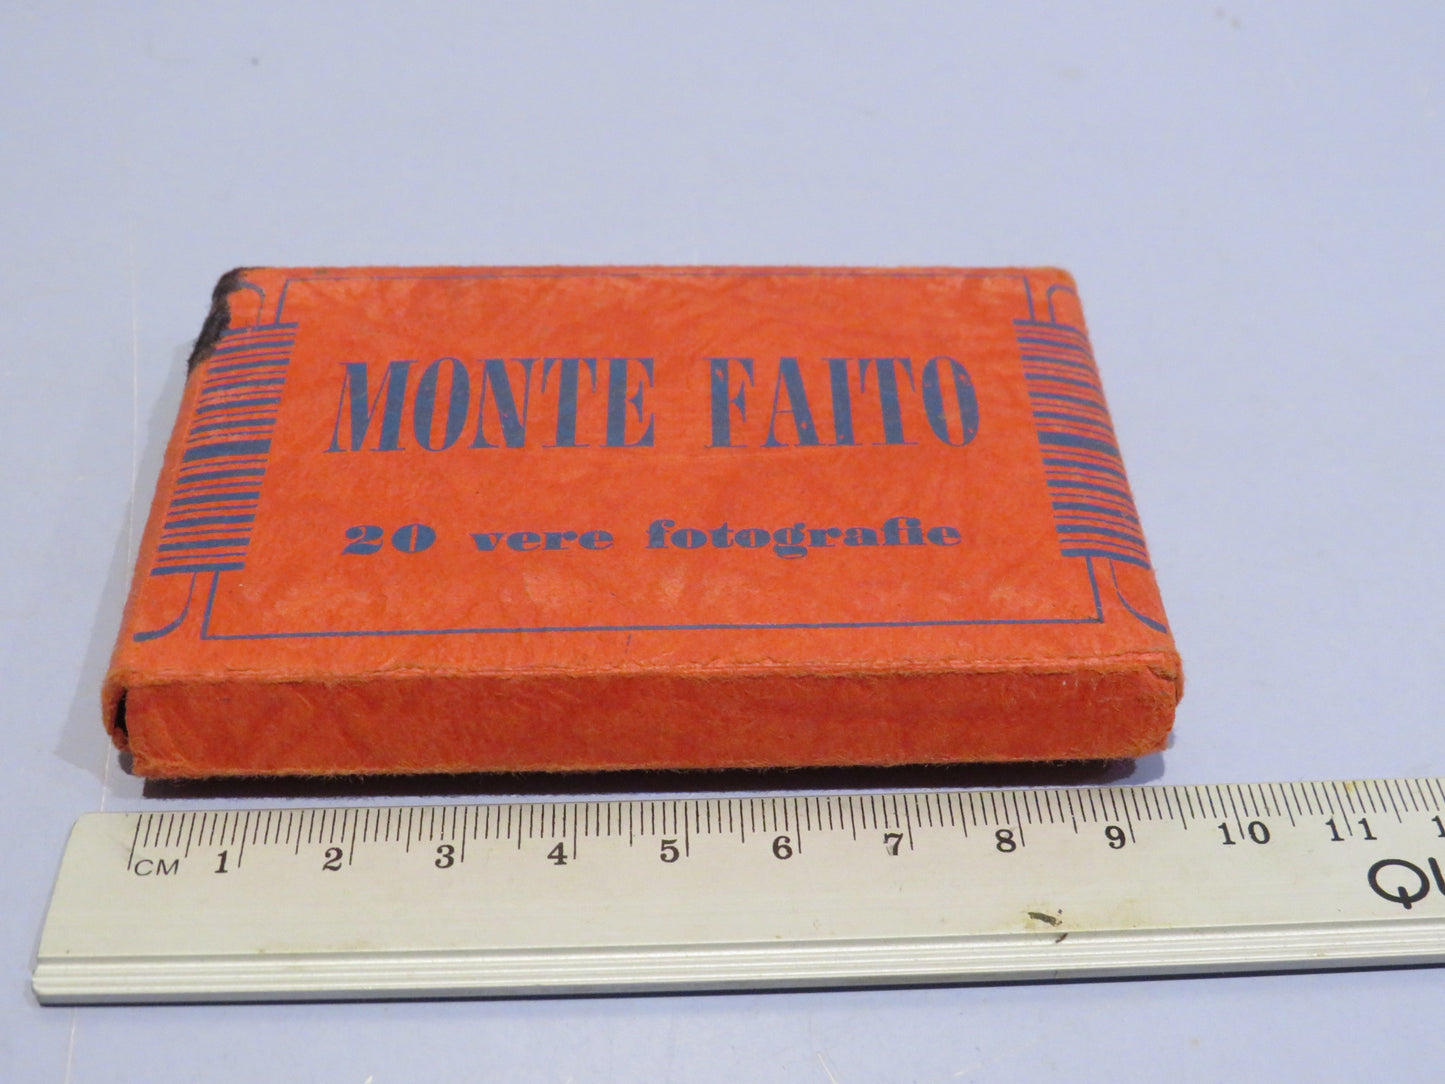 MONTE FAITO
20 vere fotografie
CM 1 2 3 4 5 6 7 8 9 10 11